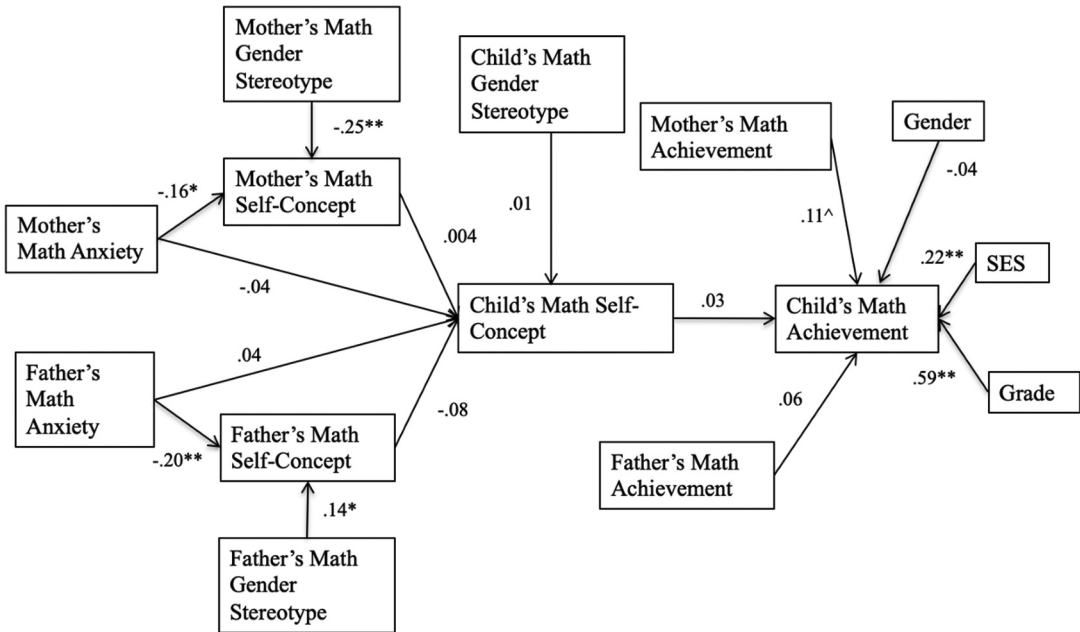 Mother’s Math
Gender
Stereotype
Child’s Math
Gender
Stereotype
Mother’s Math
Achievement
Gender
-.25**
-.04
-.16*
Mother’s Math
Self-Concept
.01
.11^
Mother’s
Math Anxiety
.004
.22**
SES
-.04
Child’s Math Self-
Concept
.03
Child’s Math
Achievement
.04
Father’s
Math
Anxiety
.59**
Grade
-.08
.06
-.20**
Father’s Math
Self-Concept
Father’s Math
Achievement
.14*
Father’s Math
Gender
Stereotype